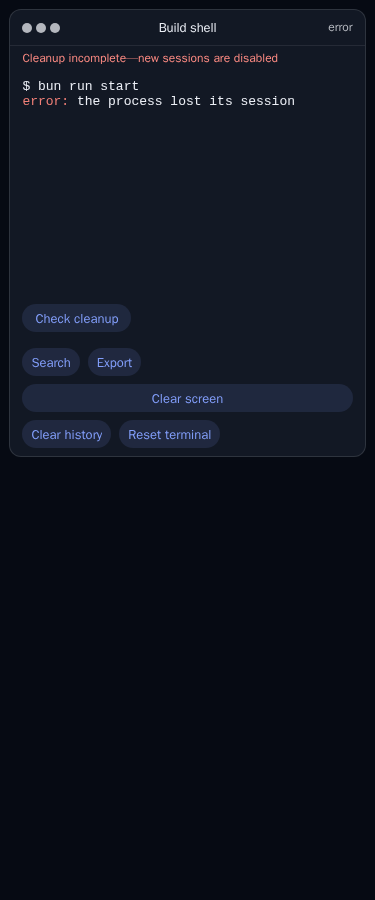 Build shell
error
Cleanup incomplete—new sessions are disabled
$ bun run start
error: the process lost its session
Check cleanup
Search
Export
Clear screen
Clear history
Reset terminal